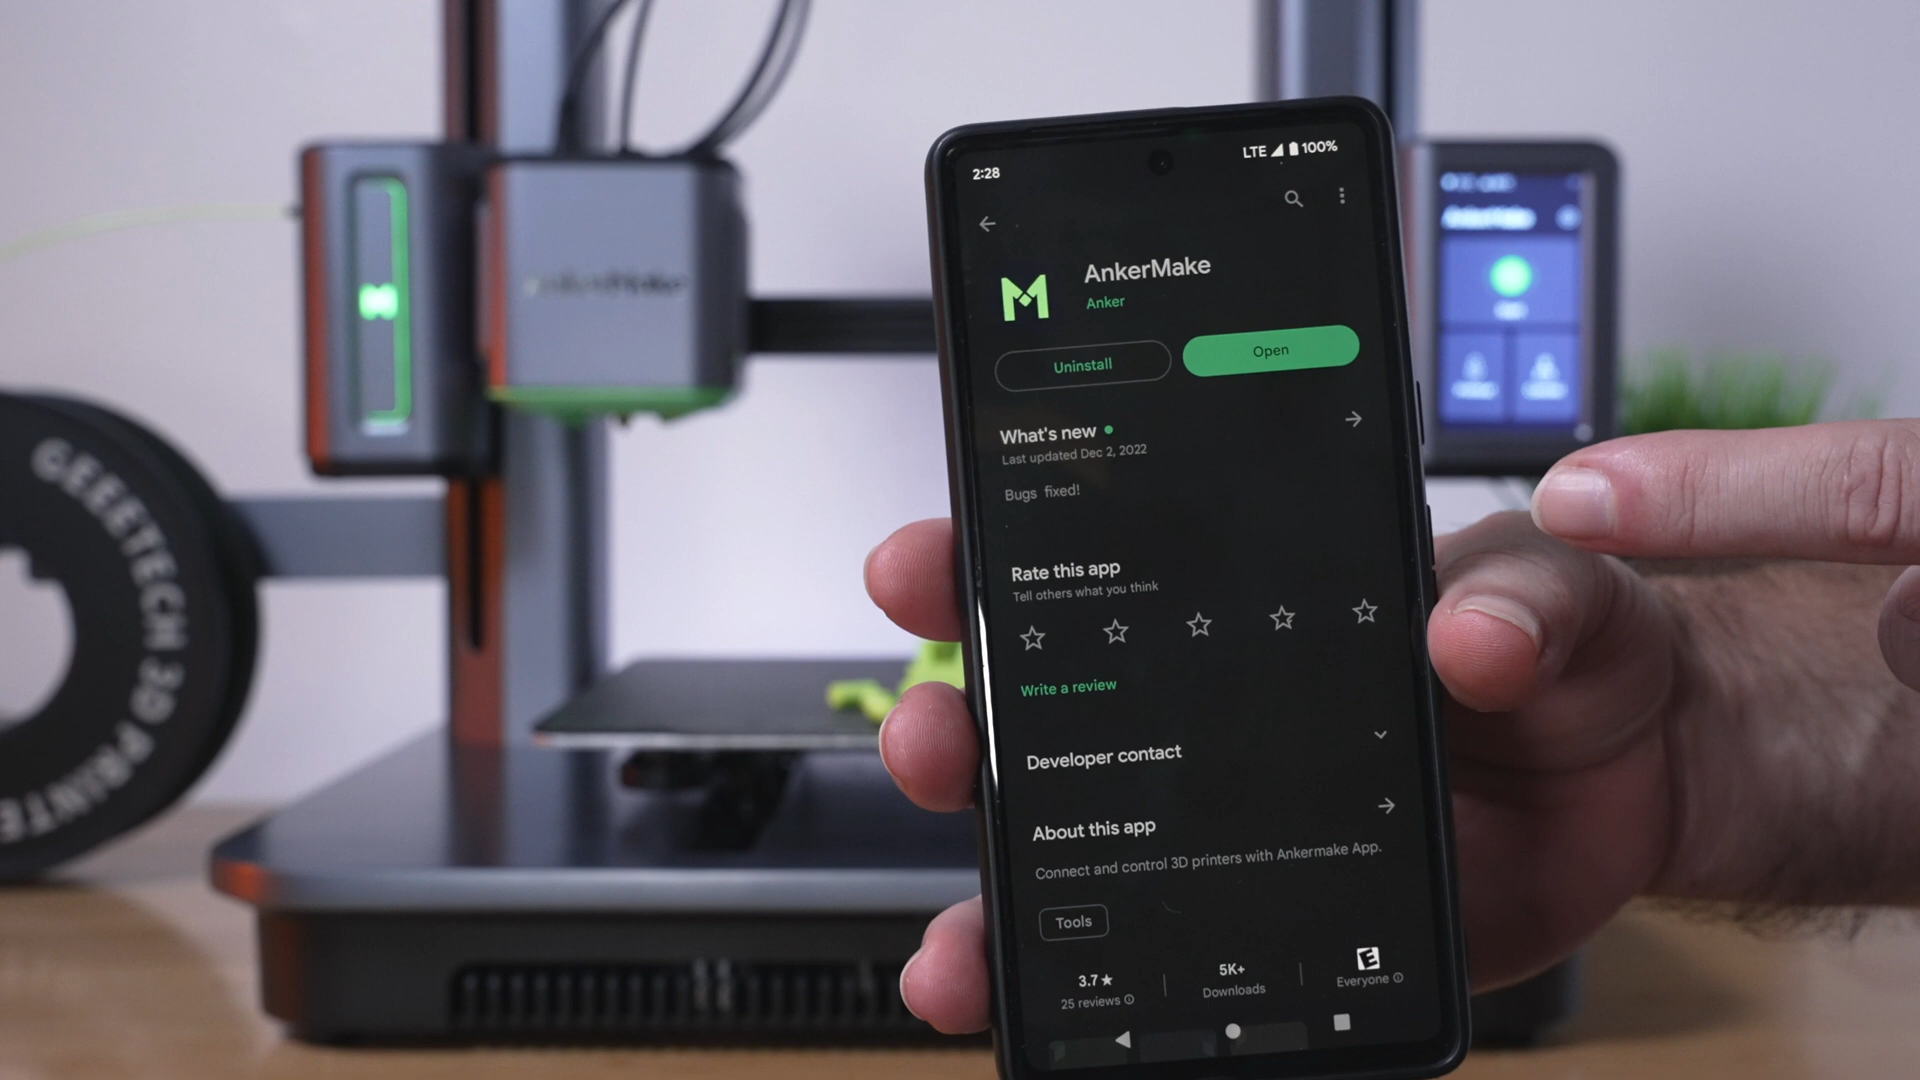 2:28
LTE 100%
AnkerMake
Anker
Uninstall
Open
What's new
Last updated Dec 2, 2022
Bugs fixed!
Rate this app
Tell others what you think
Write a review
Developer contact
About this app
Connect and control 3D printers with Ankermake App.
Tools
3.7★
25 reviews
5K+
Downloads
E
Everyone
GEEETECH 3D PRINTE